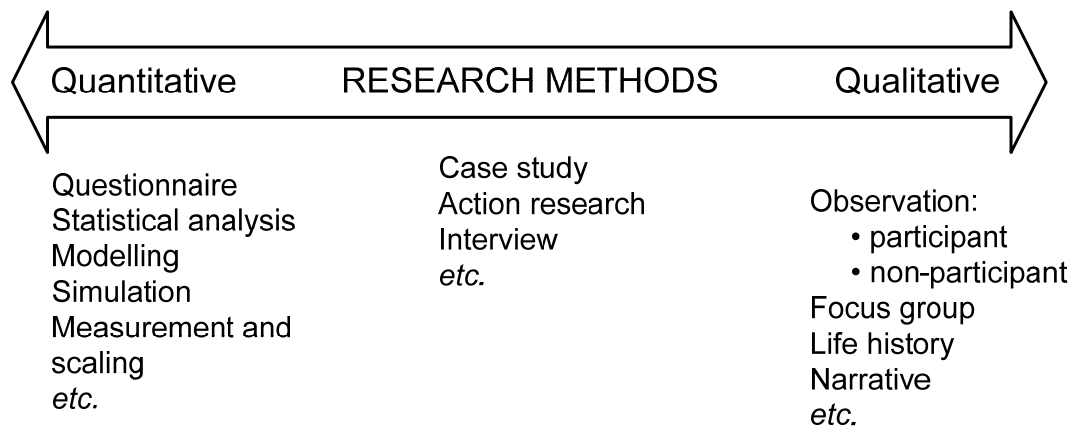 Quantitative RESEARCH METHODS Qualitative
Questionnaire
Statistical analysis
Modelling
Simulation
Measurement and
scaling
etc.
Case study
Action research
Interview
etc.
Observation:
• participant
• non-participant
Focus group
Life history
Narrative
etc.